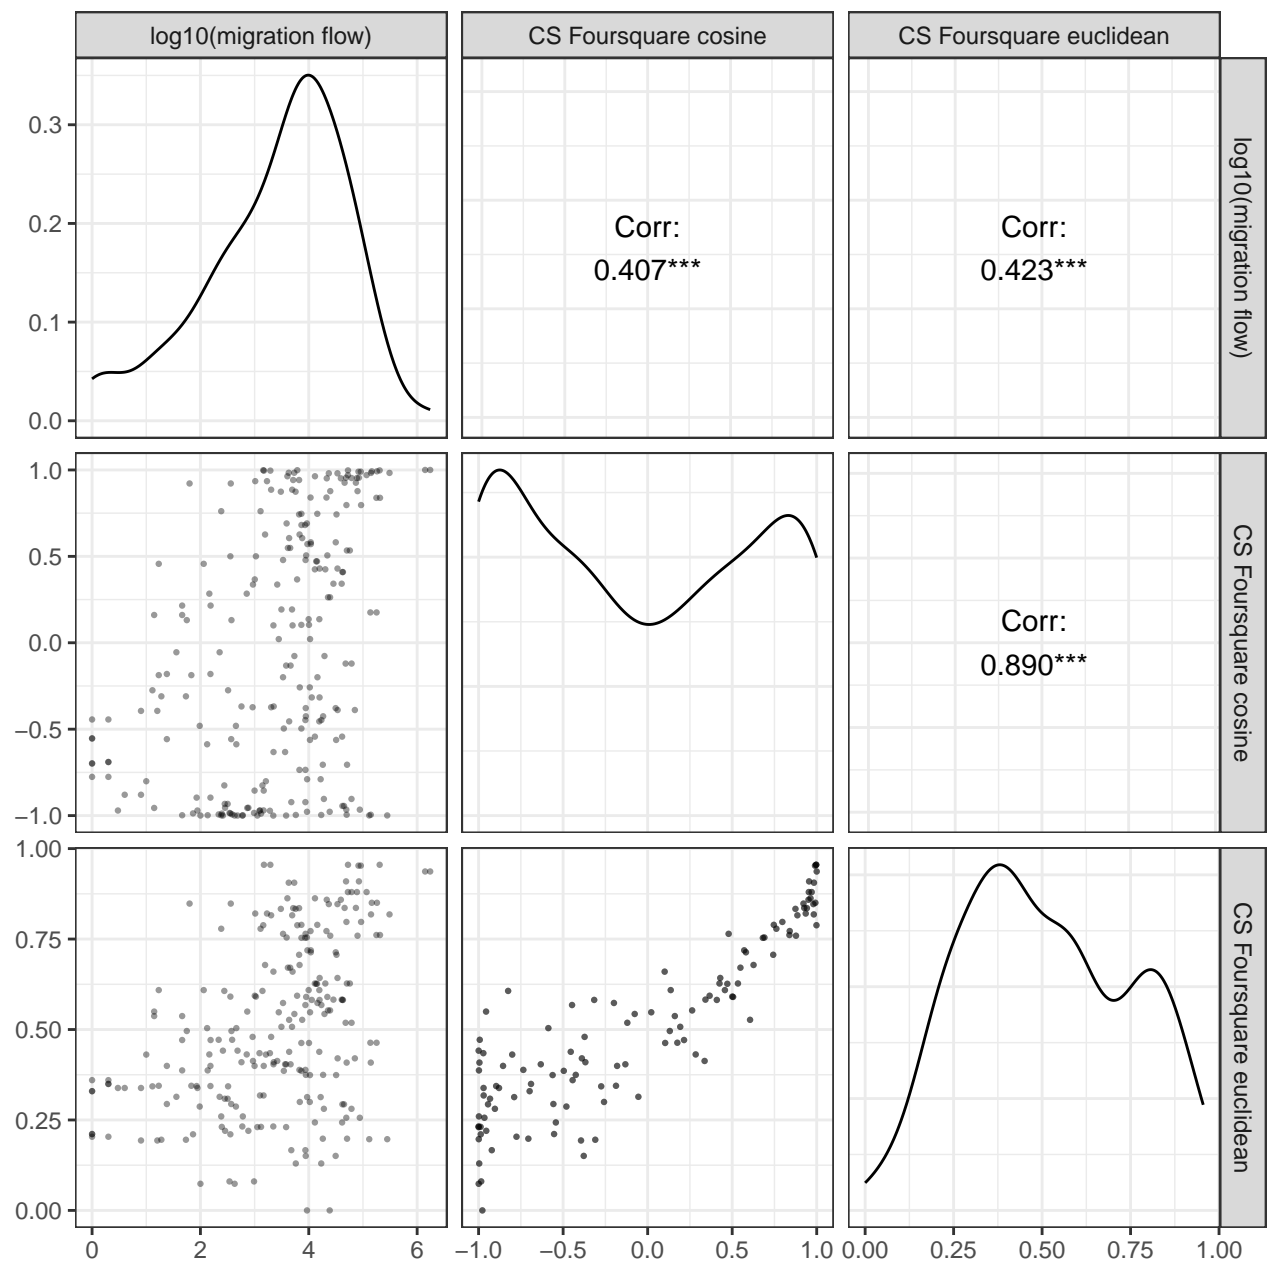 log10(migration flow)
CS Foursquare cosine
CS Foursquare euclidean
0.3
0.2
0.1
0.0
Corr:
0.407***
Corr:
0.423***
log10(migration flow)
1.0
0.5
0.0
−0.5
−1.0
Corr:
0.890***
CS Foursquare cosine
1.00
0.75
0.50
0.25
0.00
CS Foursquare euclidean
0 2 4 6
−1.0 −0.5 0.0 0.5 1.0
0.00 0.25 0.50 0.75 1.00